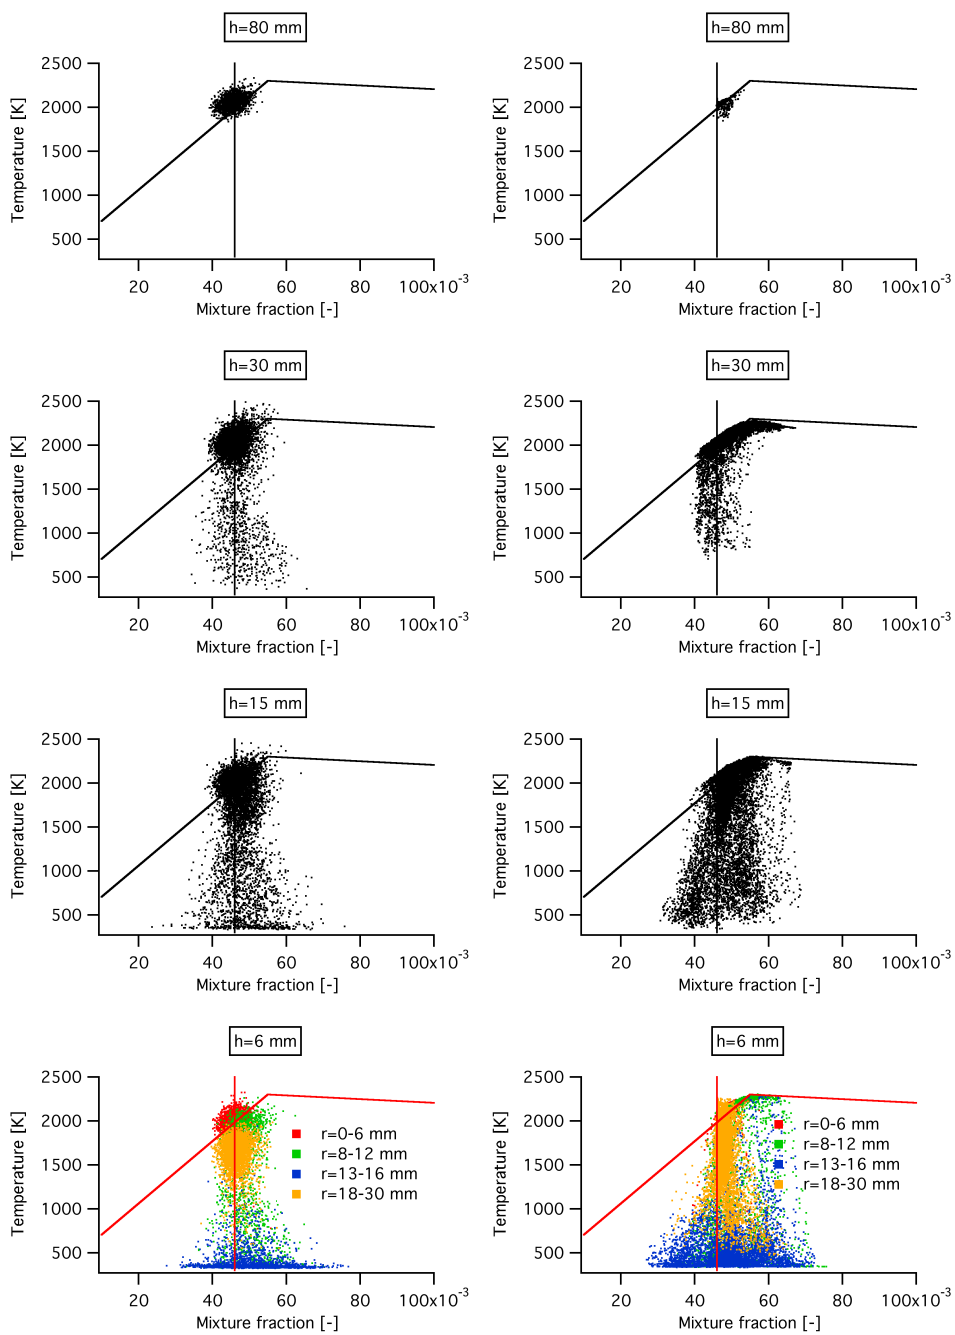 h=80 mm
h=80 mm
2500
2000
1500
1000
500
Temperature [K]
20
40
60
80
100x10-3
Mixture fraction [-]
2500
2000
1500
1000
500
Temperature [K]
20
40
60
80
100x10-3
Mixture fraction [-]
h=30 mm
h=30 mm
2500
2000
1500
1000
500
Temperature [K]
20
40
60
80
100x10-3
Mixture fraction [-]
2500
2000
1500
1000
500
Temperature [K]
20
40
60
80
100x10-3
Mixture fraction [-]
h=15 mm
h=15 mm
2500
2000
1500
1000
500
Temperature [K]
20
40
60
80
100x10-3
Mixture fraction [-]
2500
2000
1500
1000
500
Temperature [K]
20
40
60
80
100x10-3
Mixture fraction [-]
h=6 mm
h=6 mm
2500
2000
1500
1000
500
Temperature [K]
r=0-6 mm
r=8-12 mm
r=13-16 mm
r=18-30 mm
20
40
60
80
100x10-3
Mixture fraction [-]
2500
2000
1500
1000
500
Temperature [K]
r=0-6 mm
r=8-12 mm
r=13-16 mm
r=18-30 mm
20
40
60
80
100x10-3
Mixture fraction [-]